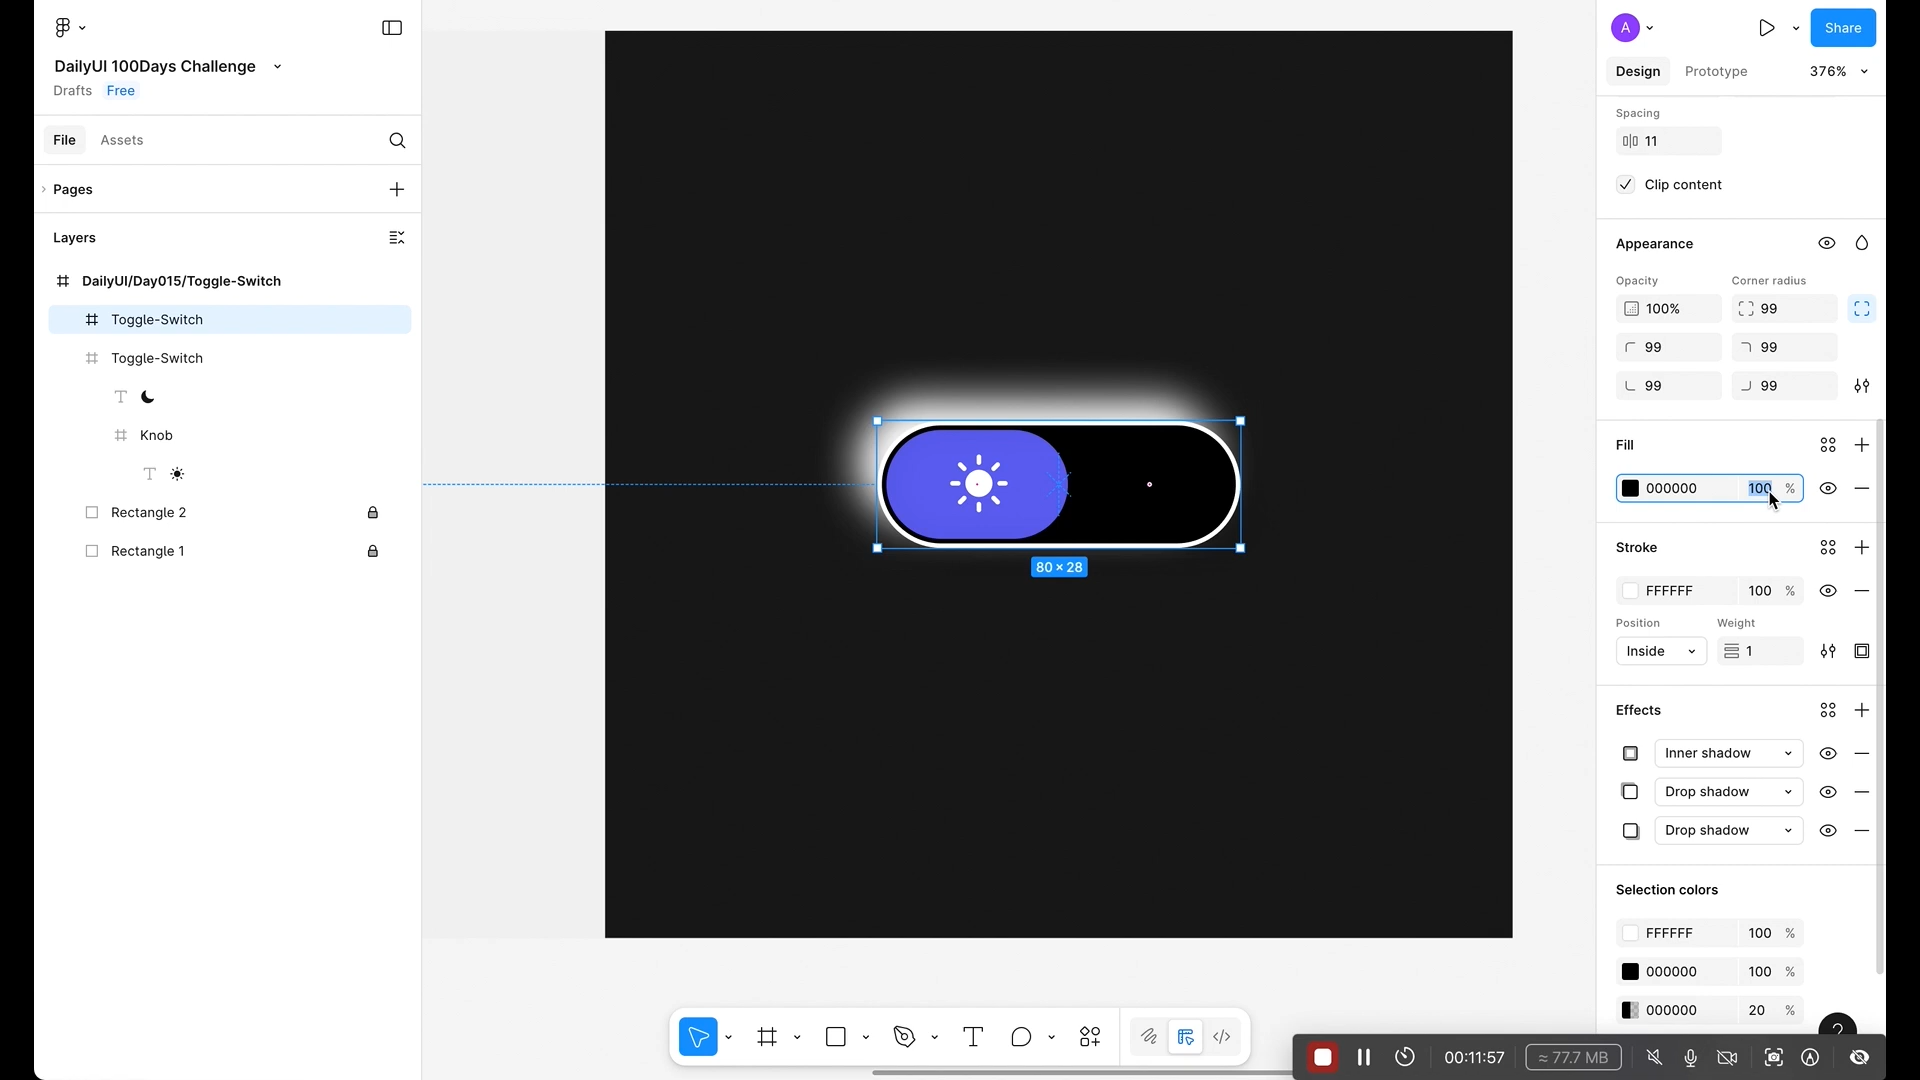 DailyUI 100Days Challenge
Drafts Free
File Assets
Pages
Layers
DailyUI/Day015/Toggle-Switch
Toggle-Switch
Toggle-Switch
Knob
Rectangle 2
Rectangle 1
80 × 28
A
Share
Design Prototype 376%
Spacing
11
Clip content
Appearance
Opacity Corner radius
100% 99
99 99
99 99
Fill
000000 100 %
Stroke
FFFFFF 100 %
Position Weight
Inside 1
Effects
Inner shadow
Drop shadow
Drop shadow
Selection colors
FFFFFF 100 %
000000 100 %
000000 20 %
?
00:11:57 ≈ 77.7 MB